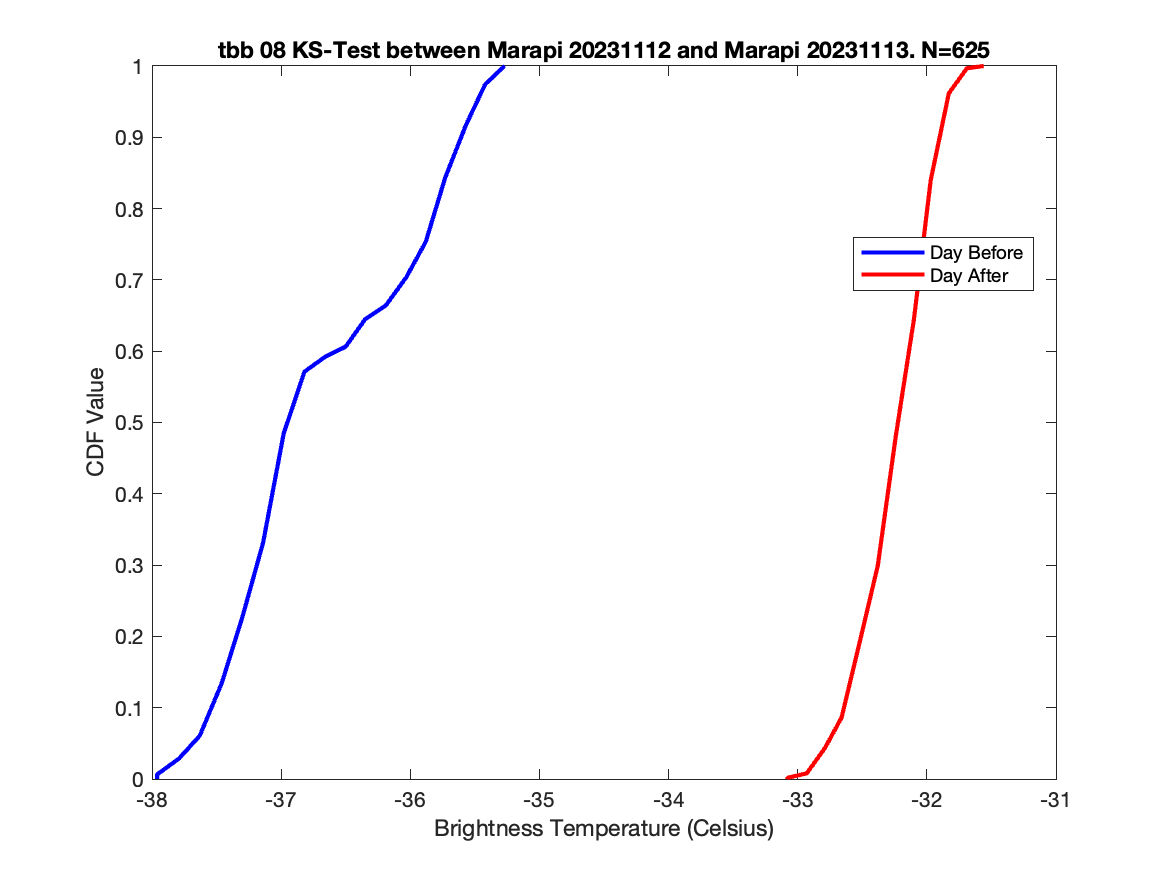 tbb 08 KS-Test between Marapi 20231112 and Marapi 20231113. N=625
1
0.9
0.8
0.7
0.6
0.5
0.4
0.3
0.2
0.1
0
CDF Value
Day Before
Day After
-38 -37 -36 -35 -34 -33 -32 -31
Brightness Temperature (Celsius)